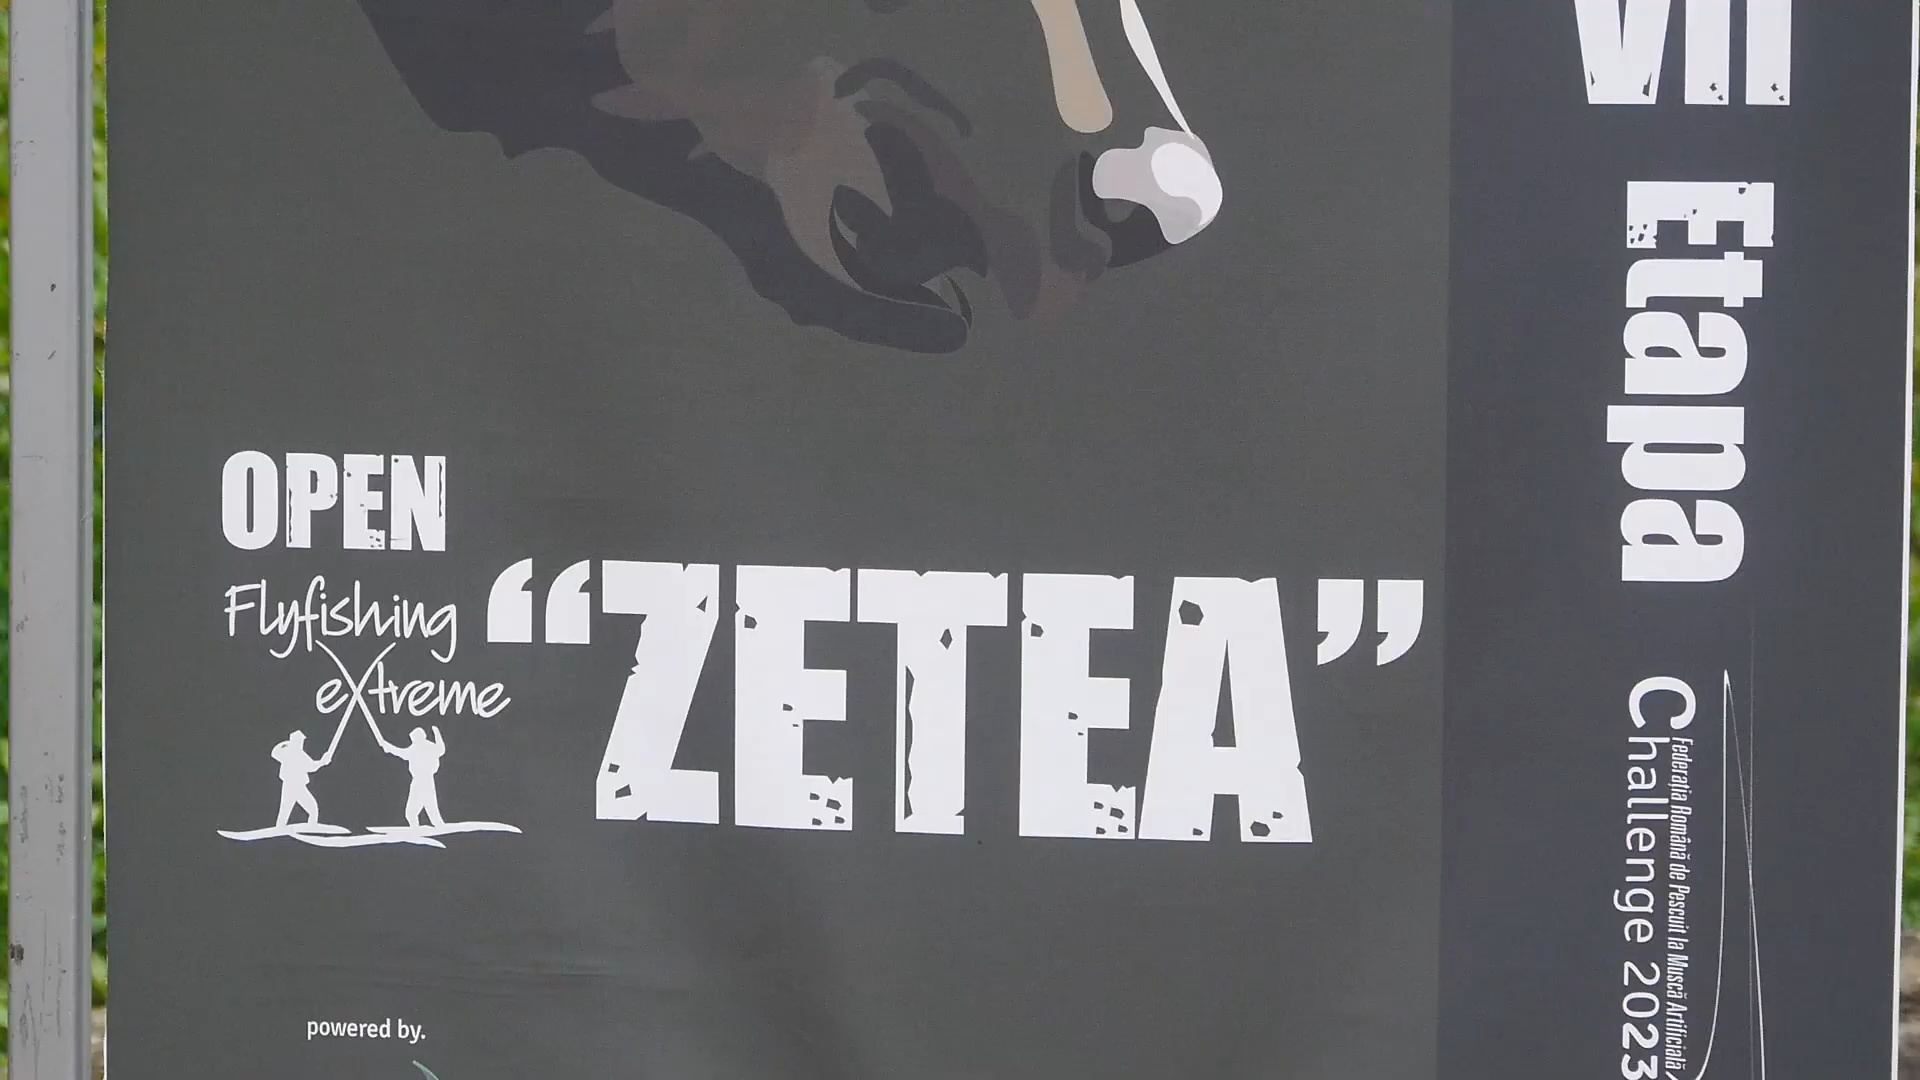 OPEN
Flyfishing
eXtreme
“ZETEA”
powered by.
VII Etapa
Challenge 2023
Federația Română de Pescuit la Muscă Artificială